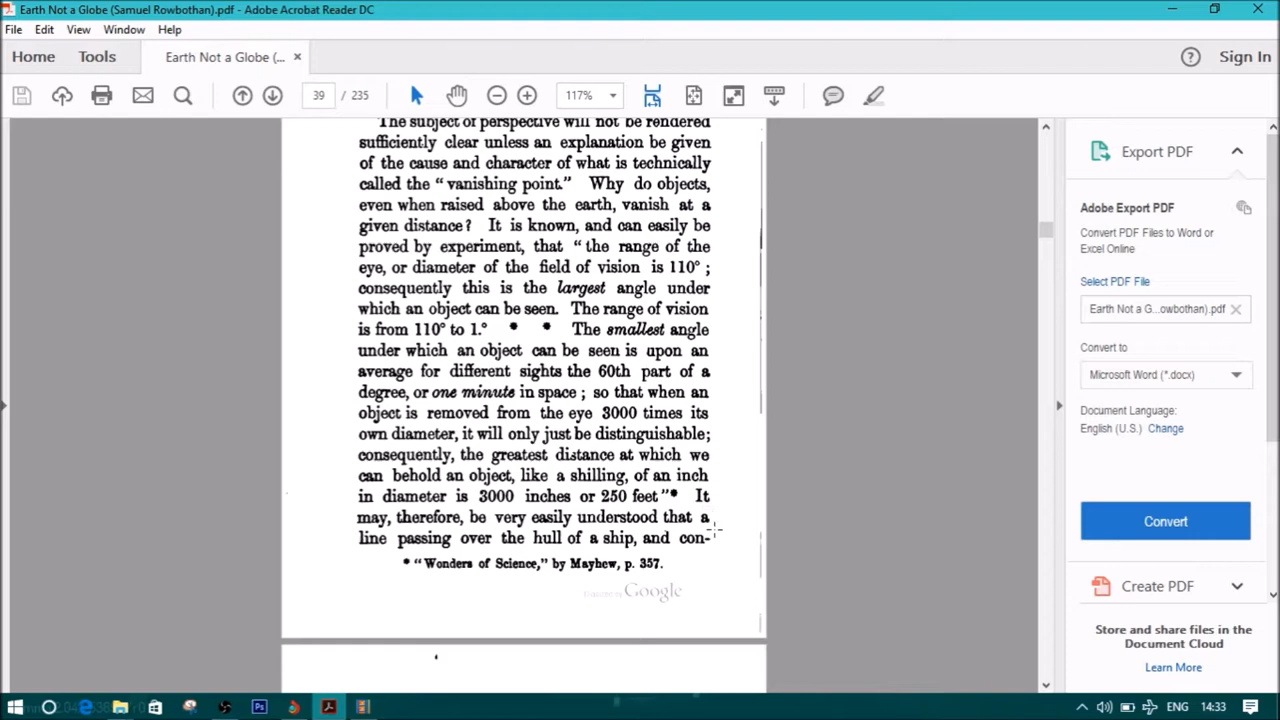 Earth Not a Globe (Samuel Rowbothan).pdf - Adobe Acrobat Reader DC
File Edit View Window Help
Home Tools Earth Not a Globe (... × Sign In
39 / 235 117%
The subject of perspective will not be rendered
sufficiently clear unless an explanation be given
of the cause and character of what is technically
called the “vanishing point.” Why do objects,
even when raised above the earth, vanish at a
given distance? It is known, and can easily be
proved by experiment, that “the range of the
eye, or diameter of the field of vision is 110°;
consequently this is the largest angle under
which an object can be seen. The range of vision
is from 110° to 1.° * * The smallest angle
under which an object can be seen is upon an
average for different sights the 60th part of a
degree, or one minute in space; so that when an
object is removed from the eye 3000 times its
own diameter, it will only just be distinguishable;
consequently, the greatest distance at which we
can behold an object, like a shilling, of an inch
in diameter is 3000 inches or 250 feet”* It
may, therefore, be very easily understood that a
line passing over the hull of a ship, and con-
* “Wonders of Science,” by Mayhew, p. 357.
Google
Export PDF
Adobe Export PDF
Convert PDF Files to Word or
Excel Online
Select PDF File
Earth Not a G...owbothan).pdf ×
Convert to
Microsoft Word (*.docx)
Document Language:
English (U.S.) Change
Convert
Create PDF
Store and share files in the
Document Cloud
Learn More
ENG 14:33